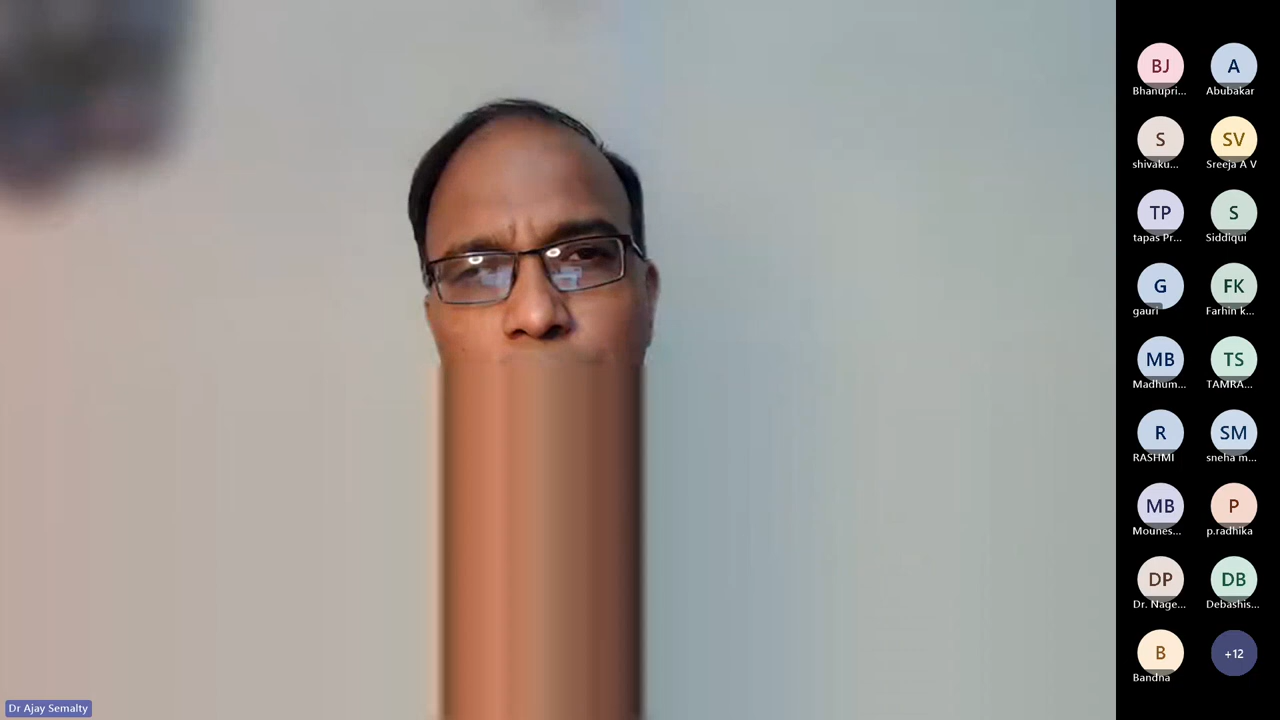 BJ A
Bhanupri... Abubakar
S SV
shivaku... Sreeja A V
TP S
tapas Pr... Siddiqui
G FK
gauri Farhin k...
MB TS
Madhum... TAMRA...
R SM
RASHMI sneha m...
MB P
Mounes... p.radhika
DP DB
Dr. Nage... Debashis...
B +12
Bandna
Dr Ajay Semalty